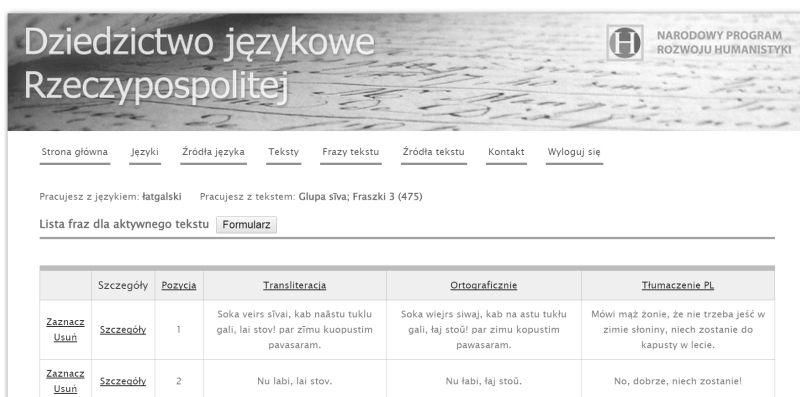 Dziedzictwo językowe
Rzeczypospolitej
NARODOWY PROGRAM
ROZWOJU HUMANISTYKI
Strona główna Języki Źródła języka Teksty Frazy tekstu Źródła tekstu Kontakt Wyloguj się
Pracujesz z językiem: łatgalski Pracujesz z tekstem: Glupa sīva; Fraszki 3 (475)
Lista fraz dla aktywnego tekstu Formularz
Szczegóły Pozycja Transliteracja Ortograficznie Tłumaczenie PL
Zaznacz
Usuń
Szczegóły
1
Soka veirs sīvai, kab naāstu tuklu
gali, lai stov! par zīmu kuopustim
pavasaram.
Soka wiejrs siwaj, kab na astu tukłu
gali, łaj stoŭ! par zimu kopustim
pawasaram.
Mówi mąż żonie, że nie trzeba jeść w
zimie słoniny, niech zostanie do
kapusty w lecie.
Zaznacz
Usuń
Szczegóły
2
Nu labi, lai stov.
Nu łabi, łaj stoŭ.
No, dobrze, niech zostanie!